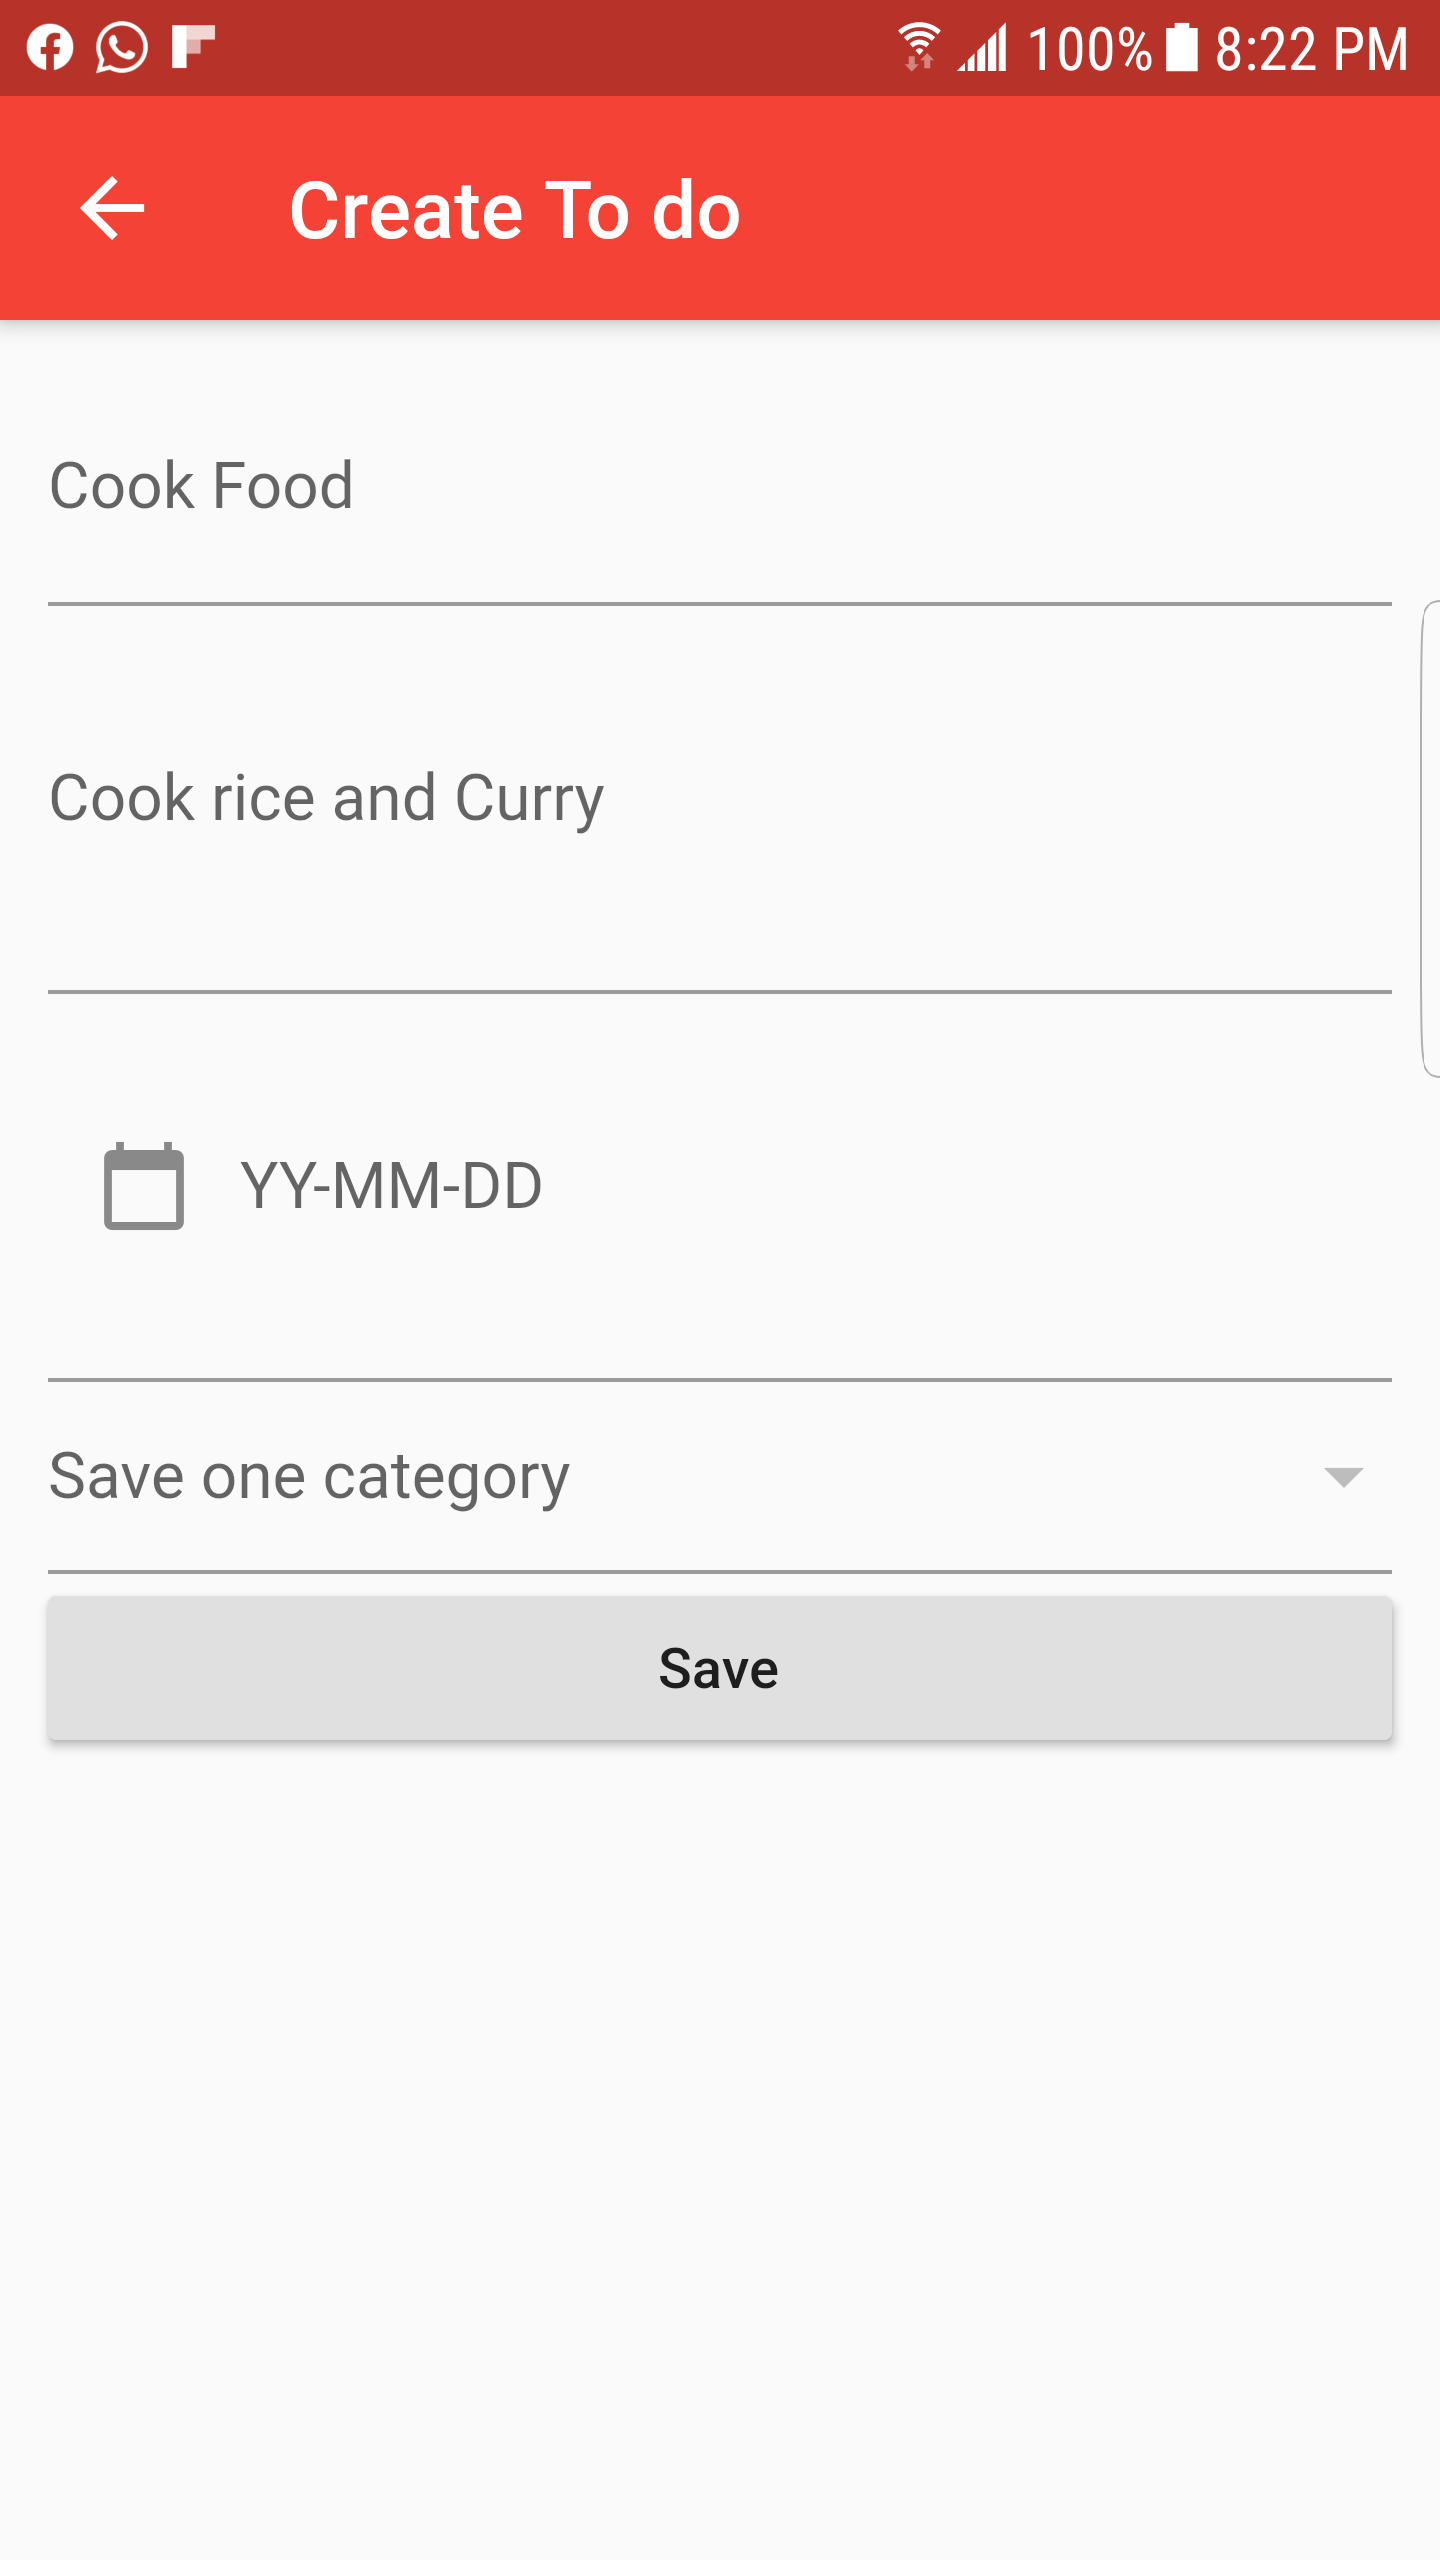 100% 8:22 PM
Create To do
Cook Food
Cook rice and Curry
YY-MM-DD
Save one category
Save